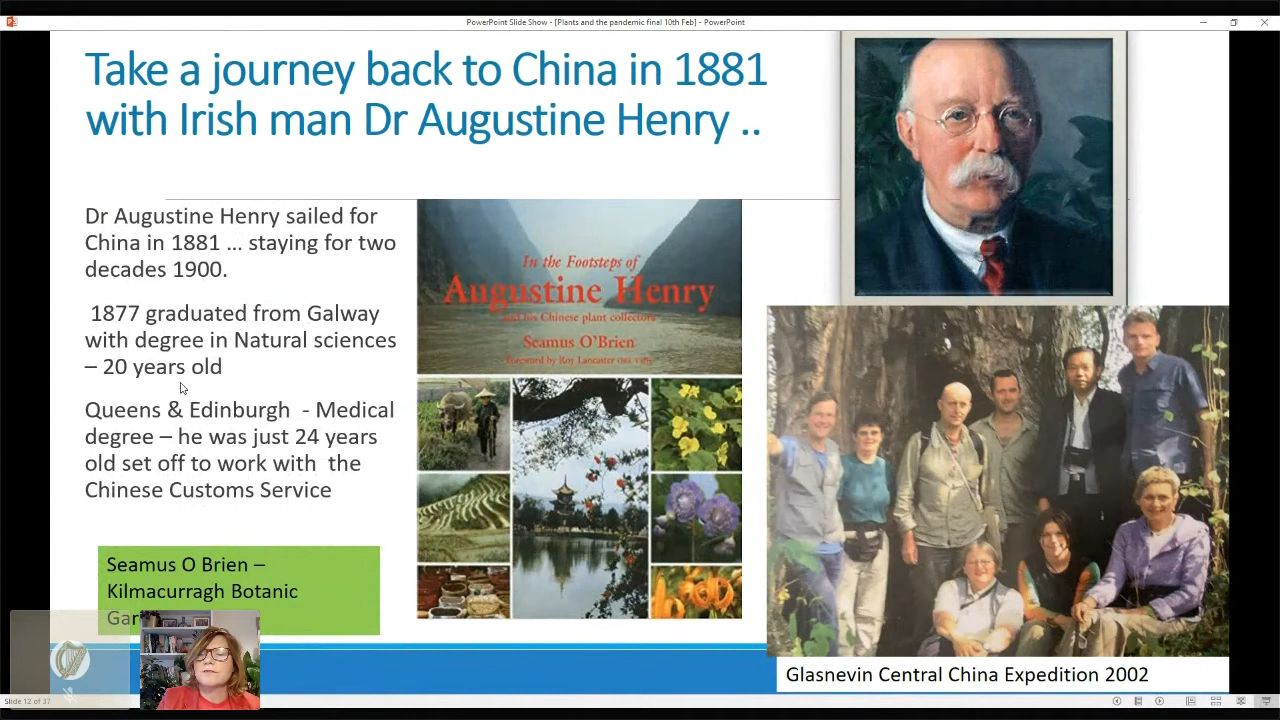 PowerPoint Slide Show - [Plants and the pandemic final 10th Feb] - PowerPoint
Take a journey back to China in 1881
with Irish man Dr Augustine Henry ..
Dr Augustine Henry sailed for
China in 1881 ... staying for two
decades 1900.
1877 graduated from Galway
with degree in Natural sciences
– 20 years old
Queens & Edinburgh - Medical
degree – he was just 24 years
old set off to work with the
Chinese Customs Service
Seamus O Brien –
Kilmacurragh Botanic
Gar
In the Footsteps of
Augustine Henry
and his Chinese plant collectors
Seamus O'Brien
Foreword by Roy Lancaster
Glasnevin Central China Expedition 2002
Slide 12 of 37